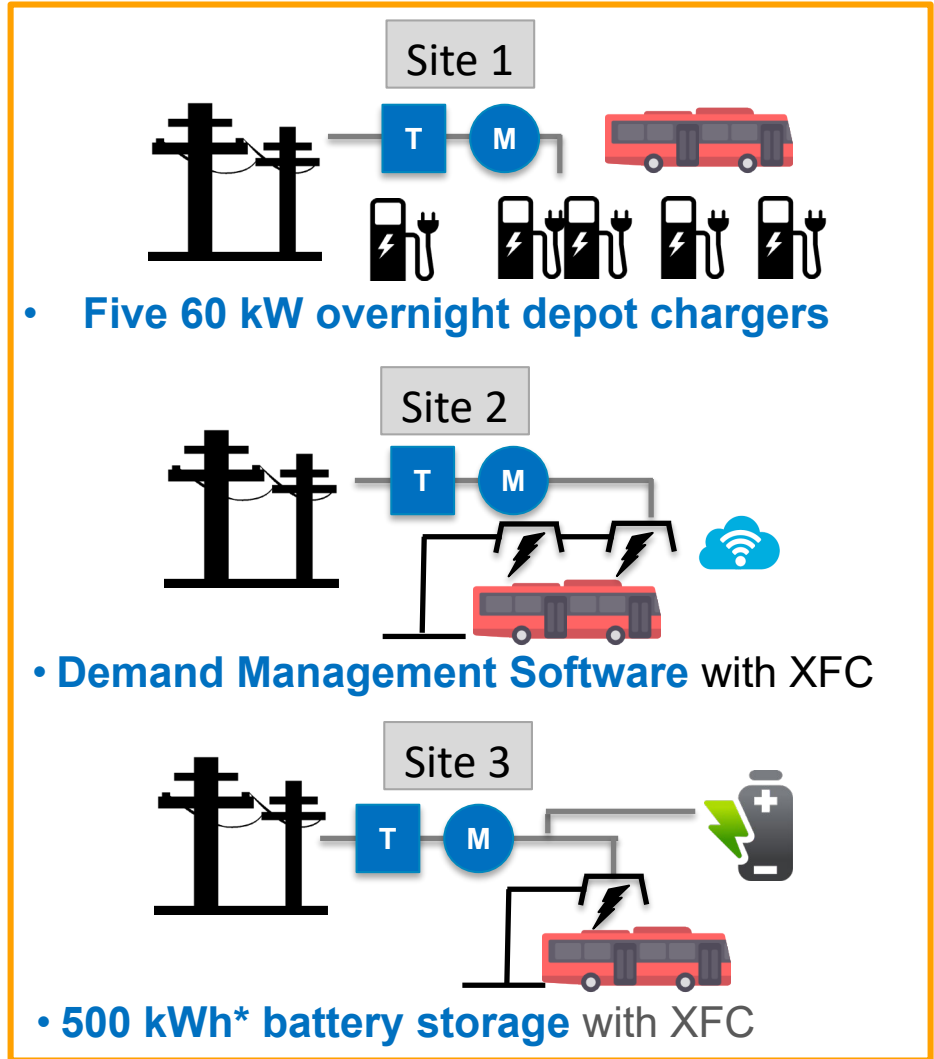 Site 1
T M
• Five 60 kW overnight depot chargers
Site 2
T M
• Demand Management Software with XFC
Site 3
T M
• 500 kWh* battery storage with XFC